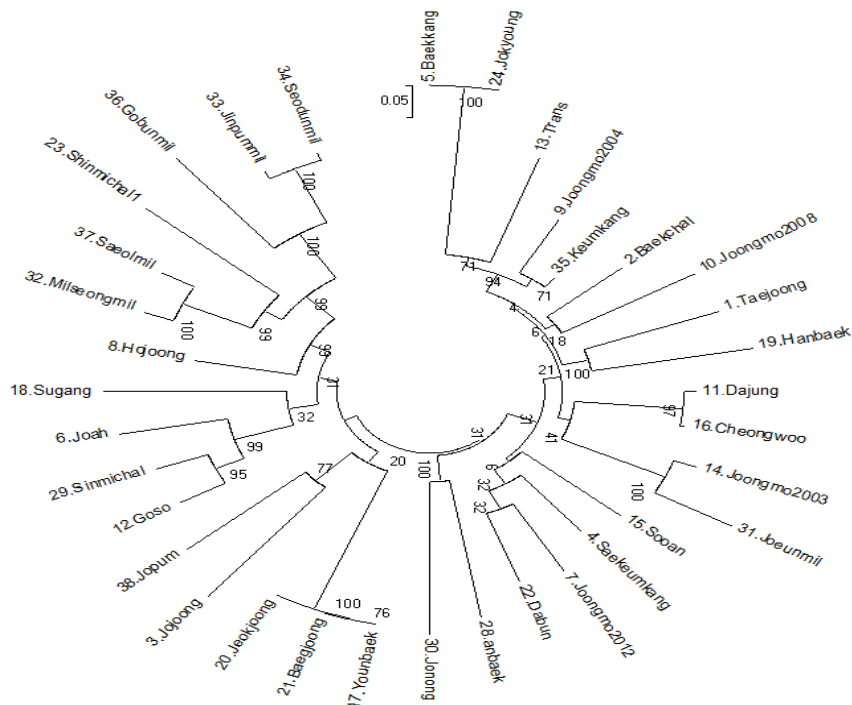 5.Baekkang
24.Jokyoung
0.05
100
13.Trans
9.Joongmo2004
35.Keumkang
2.Baekchal
10.Joongmo2008
1.Taejoong
19.Hanbaek
11.Dajung
16.Cheongwoo
14.Joongmo2003
31.Joeunmil
15.Sooan
4.Saekeumkang
7.Joongmo2012
22.Dabun
28.anbaek
30.Jonong
17.Younbaek
21.Baegjoong
20.Jeokjoong
3.Jojoong
38.Jopum
12.Goso
29.Sinmichal
6.Joah
18.Sugang
8.Hojoong
32.Milseongmil
37.Saeolmil
23.Shinmichal1
36.Gobunmil
33.Jinpummil
34.Seodunmil
71
94
71
4
6
18
21
100
97
41
100
31
6
32
32
31
100
20
76
100
77
95
99
32
31
99
99
99
100
100
100